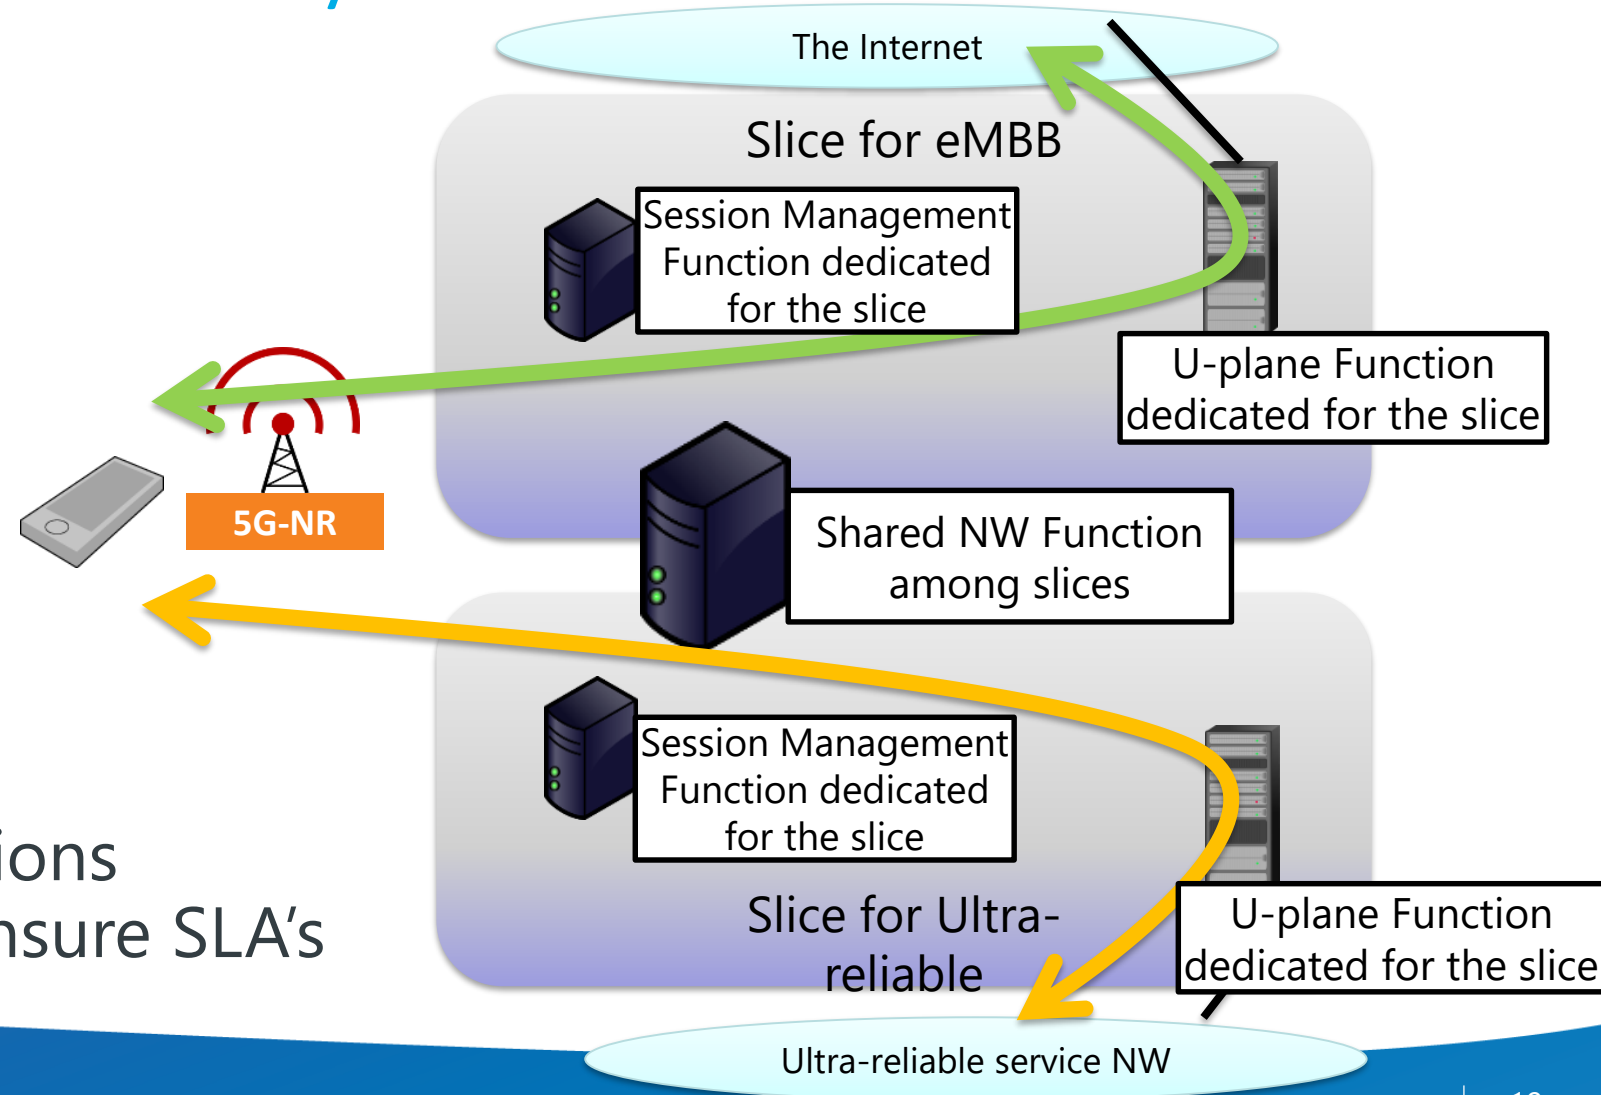 The Internet
Slice for eMBB
Session Management
Function dedicated
for the slice
U-plane Function
dedicated for the slice
5G-NR
Shared NW Function
among slices
Session Management
Function dedicated
for the slice
Slice for Ultra-
reliable
U-plane Function
dedicated for the slice
SLA's
Ultra-reliable service NW